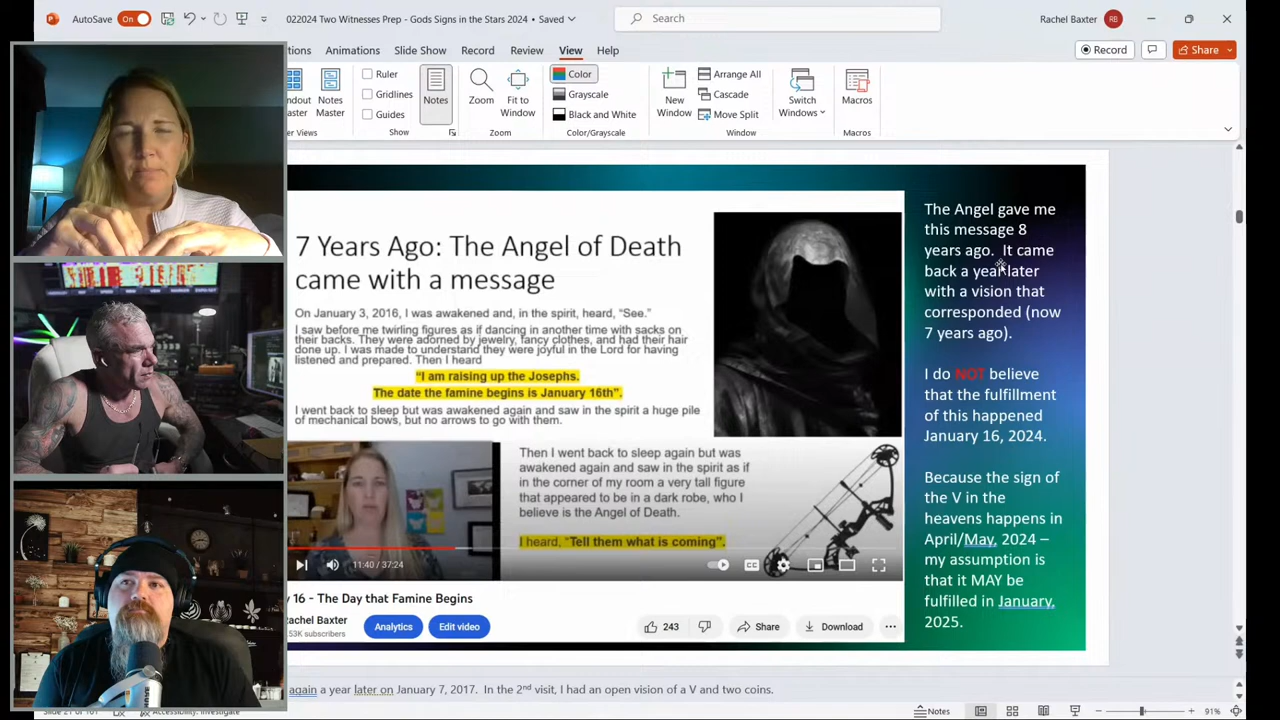 AutoSave On
022024 Two Witnesses Prep - Gods Signs in the Stars 2024 • Saved
Search
Rachel Baxter RB
tions Animations Slide Show Record Review View Help
Record
Share
ndout
aster
Notes
Master
er Views
Ruler
Gridlines
Guides
Show
Notes
Zoom
Fit to
Window
Zoom
Color
Grayscale
Black and White
Color/Grayscale
New
Window
Arrange All
Cascade
Move Split
Window
Switch
Windows
Macros
Macros
7 Years Ago: The Angel of Death
came with a message
On January 3, 2016, I was awakened and, in the spirit, heard, “See.”
I saw before me twirling figures as if dancing in another time with sacks on
their backs. They were adorned by jewelry, fancy clothes, and had their hair
done up. I was made to understand they were joyful in the Lord for having
listened and prepared. Then I heard
“I am raising up the Josephs.
The date the famine begins is January 16th”.
I went back to sleep but was awakened again and saw in the spirit a huge pile
of mechanical bows, but no arrows to go with them.
Then I went back to sleep again but was
awakened again and saw in the spirit as if
in the corner of my room a very tall figure
that appeared to be in a dark robe, who I
believe is the Angel of Death.
I heard, “Tell them what is coming”.
11:40 / 37:24
CC
y 16 - The Day that Famine Begins
Rachel Baxter
53K subscribers
Analytics
Edit video
243
Share
Download
The Angel gave me
this message 8
years ago. It came
back a year later
with a vision that
corresponded (now
7 years ago).
I do NOT believe
that the fulfillment
of this happened
January 16, 2024.
Because the sign of
the V in the
heavens happens in
April/May, 2024 –
my assumption is
that it MAY be
fulfilled in January,
2025.
again a year later on January 7, 2017. In the 2nd visit, I had an open vision of a V and two coins.
Slide 21 of 101
Accessibility: Investigate
Notes
91%